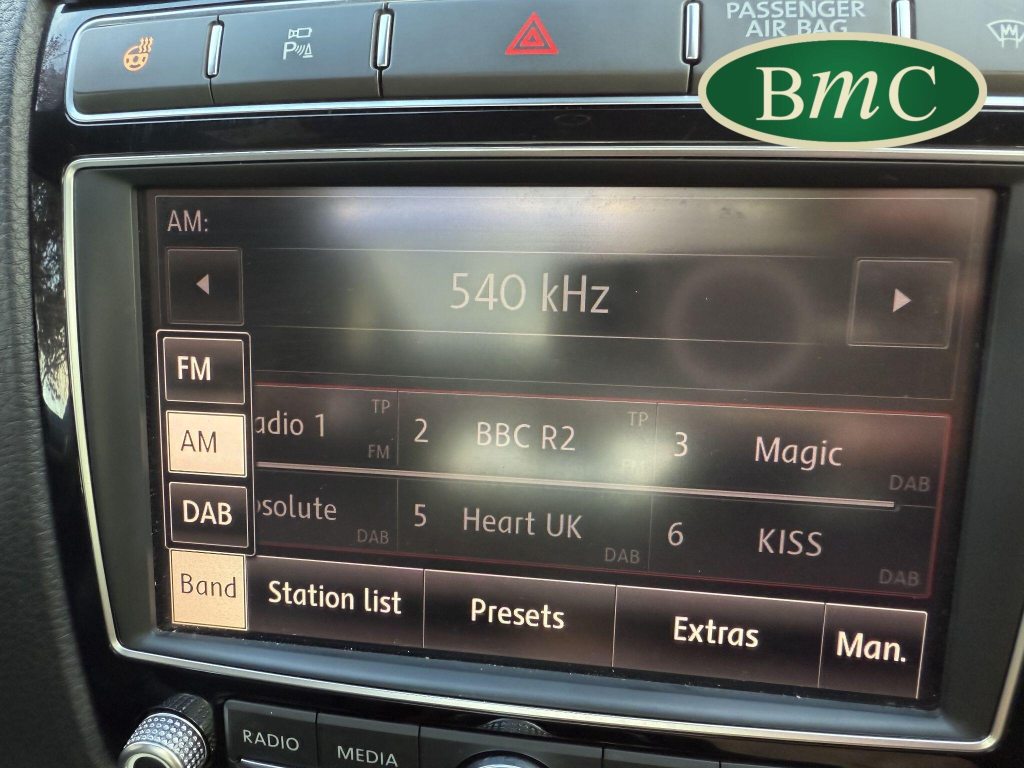 PASSENGER
AIR BAG
BmC
P
AM:
540 kHz
FM
AM
DAB
Band
adio 1 TP FM
2 BBC R2 TP FM
3 Magic DAB
solute DAB
5 Heart UK DAB
6 KISS DAB
Station list
Presets
Extras
Man.
RADIO
MEDIA